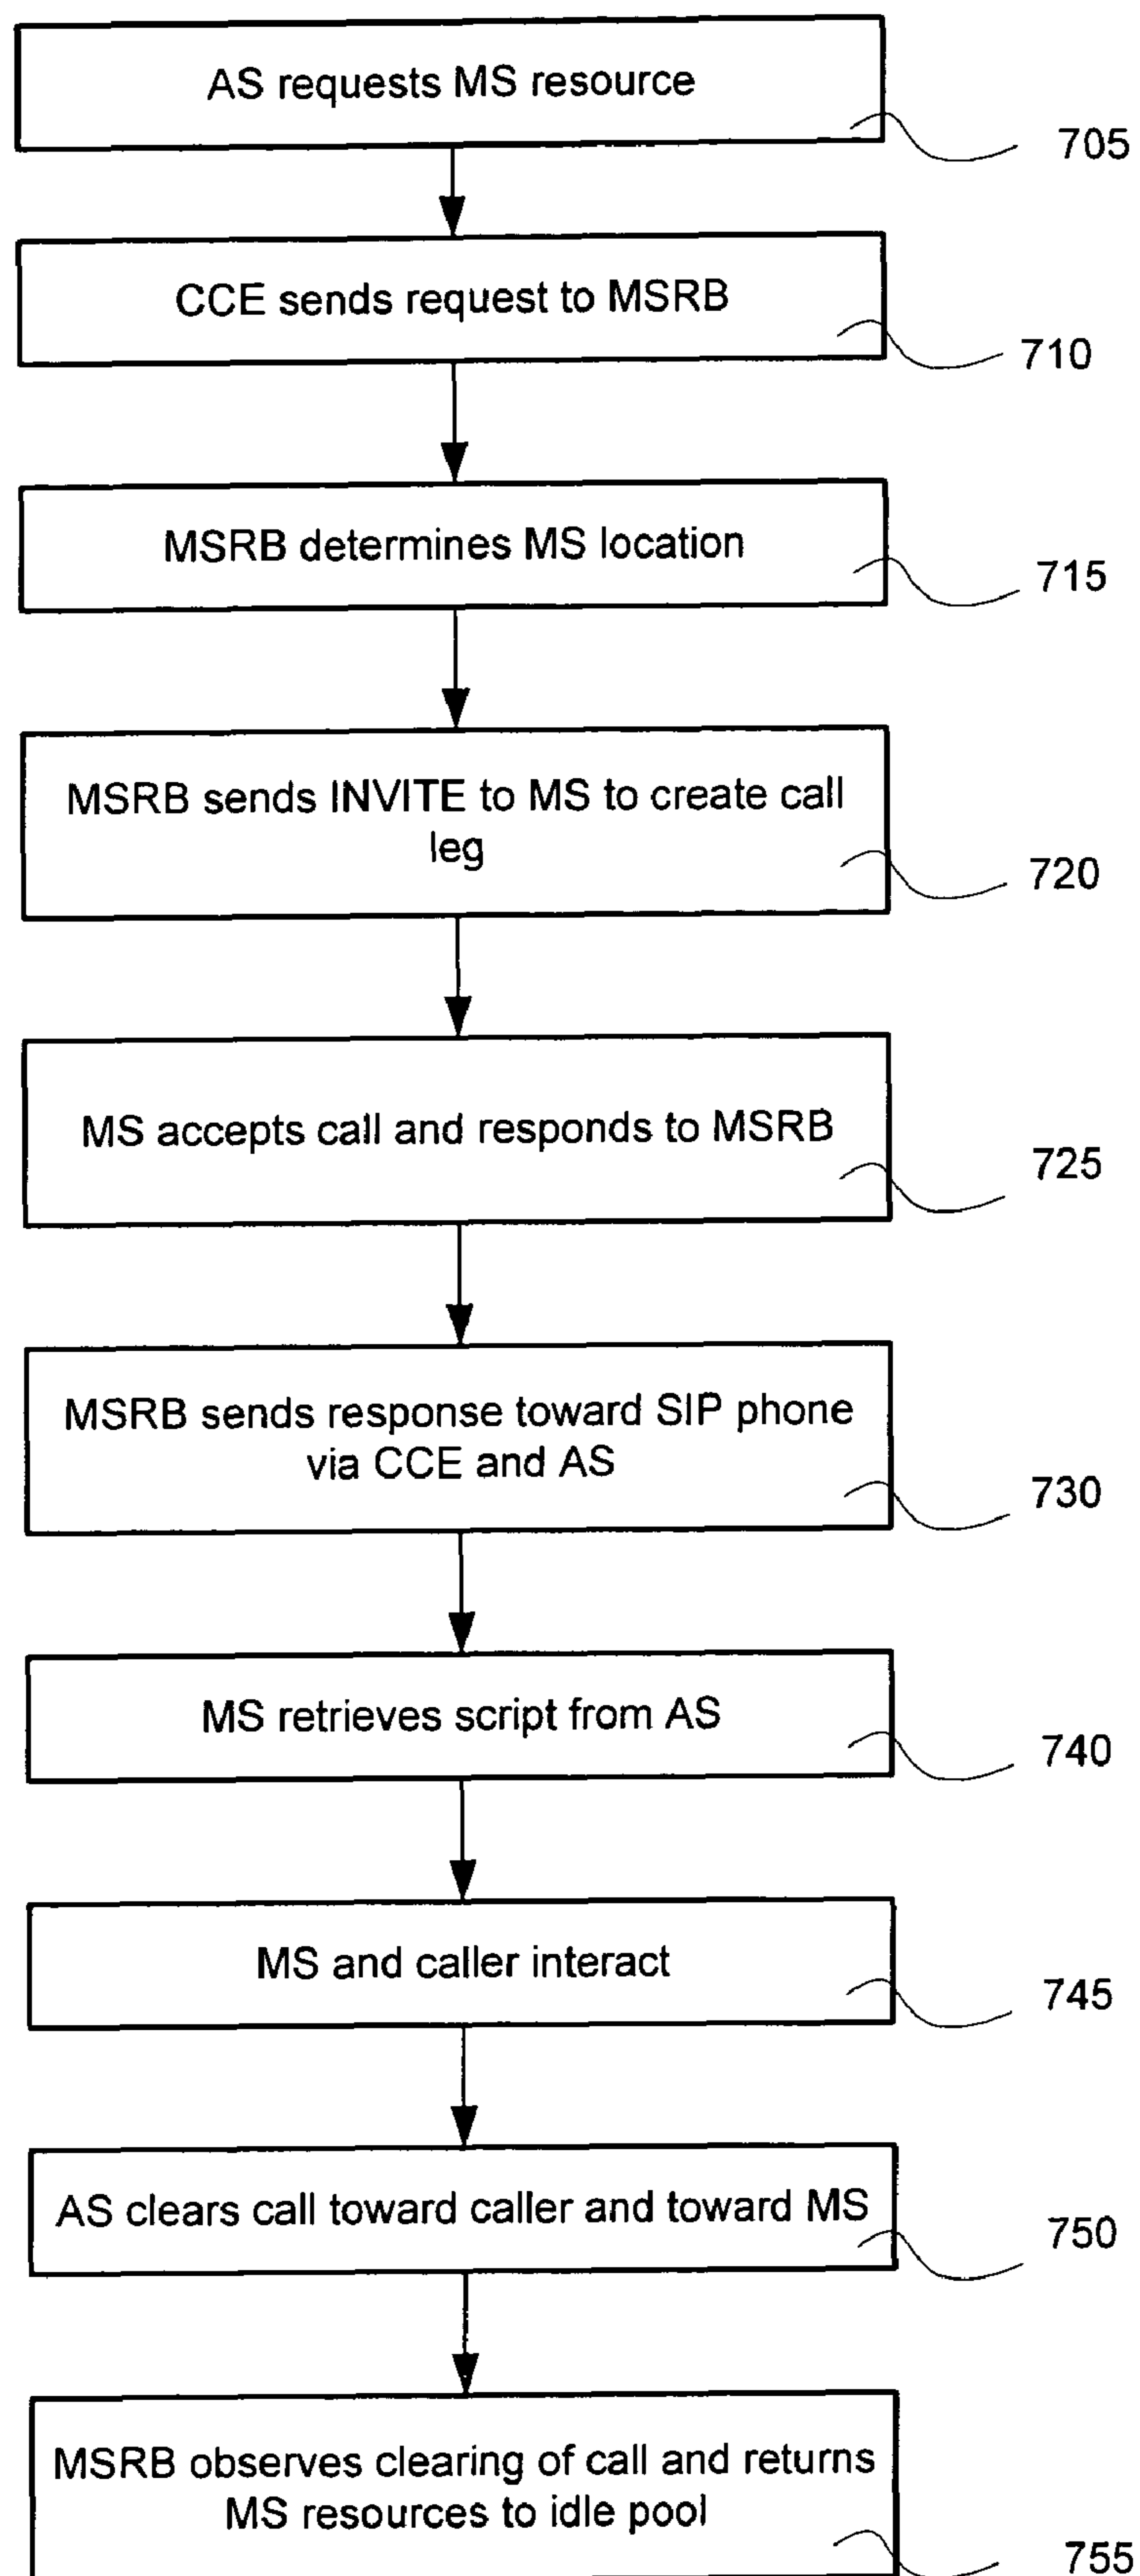 AS requests MS resource
705
CCE sends request to MSRB
710
MSRB determines MS location
715
MSRB sends INVITE to MS to create call
leg
720
MS accepts call and responds to MSRB
725
MSRB sends response toward SIP phone
via CCE and AS
730
MS retrieves script from AS
740
MS and caller interact
745
AS clears call toward caller and toward MS
750
MSRB observes clearing of call and returns
MS resources to idle pool
755